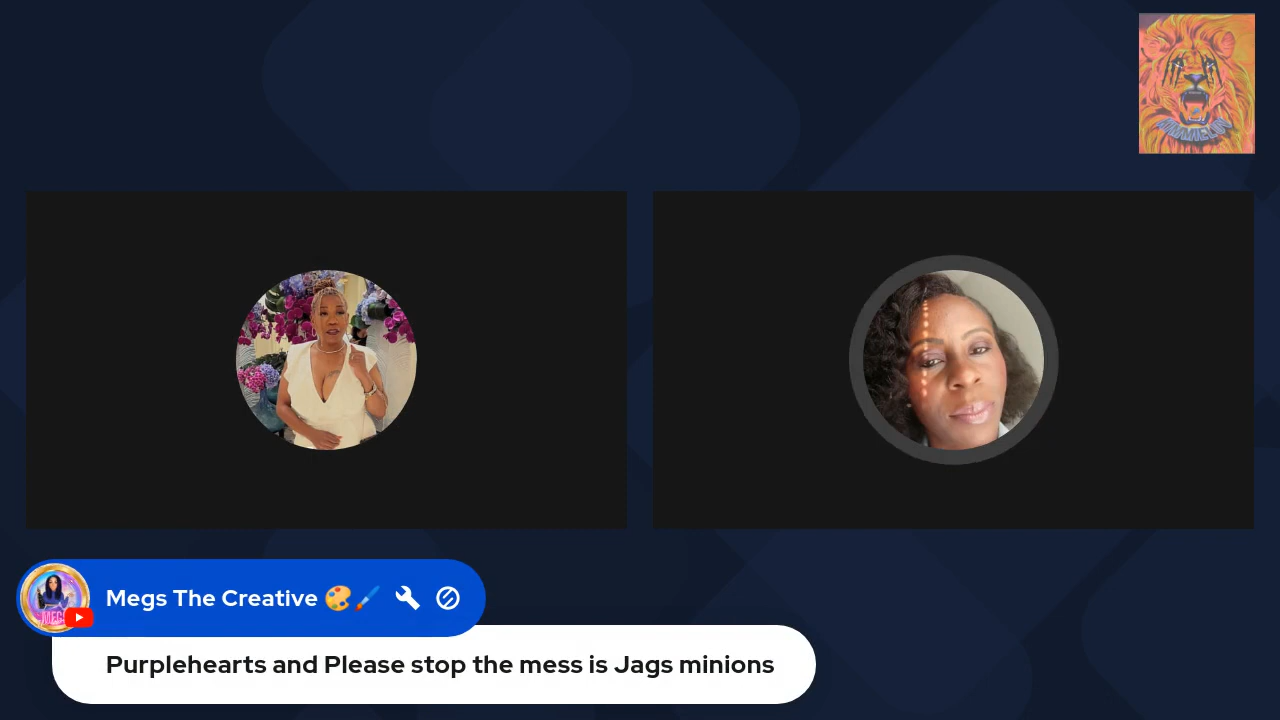 Megs The Creative 🎨🖌️
Purplehearts and Please stop the mess is Jags minions